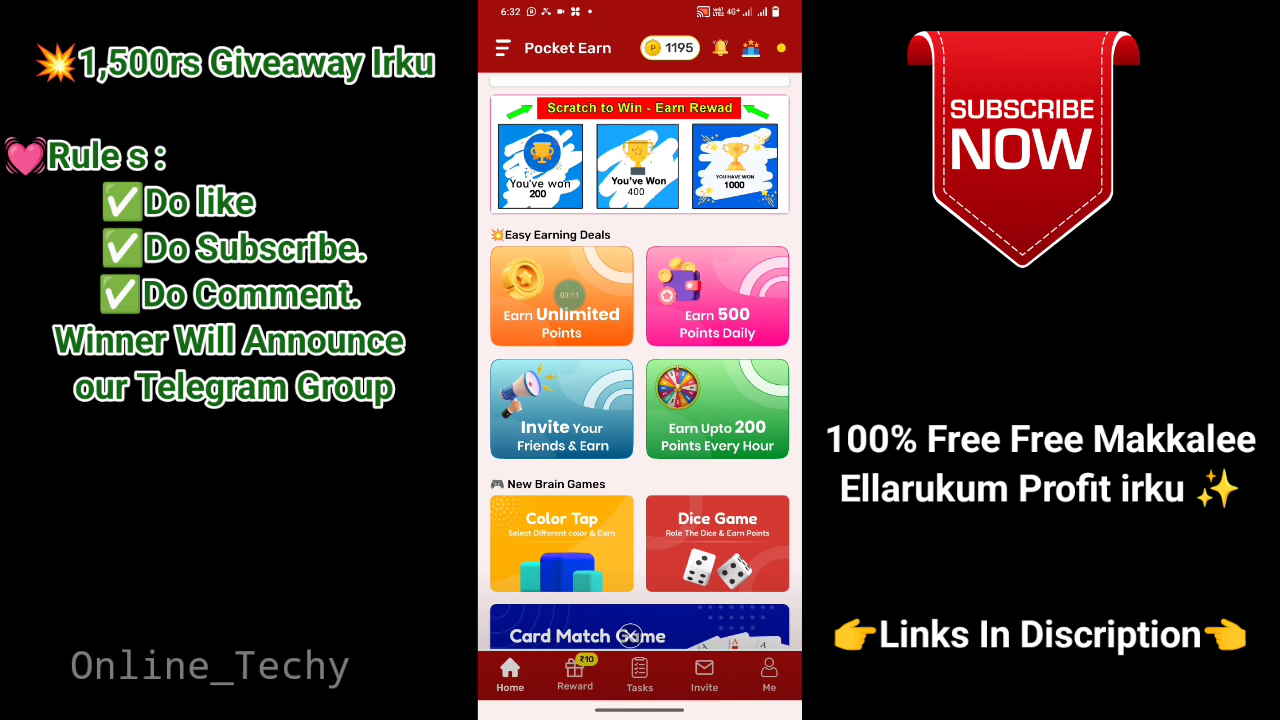 💥1,500rs Giveaway Irku
💓Rule s :
✅Do like
✅Do Subscribe.
✅Do Comment.
Winner Will Announce
our Telegram Group
Online_Techy
6:32
4G+
Pocket Earn
P
1195
Scratch to Win - Earn Rewad
You've won
200
You've Won
400
YOU HAVE WON
1000
💥Easy Earning Deals
03:11
Earn Unlimited
Points
Earn 500
Points Daily
Invite Your
Friends & Earn
Earn Upto 200
Points Every Hour
🎮 New Brain Games
Color Tap
Select Different color & Earn
Dice Game
Role The Dice & Earn Points
Card Match Game
₹10
Home
Reward
Tasks
Invite
Me
SUBSCRIBE
NOW
100% Free Free Makkalee
Ellarukum Profit irku ✨
👉Links In Discription👈